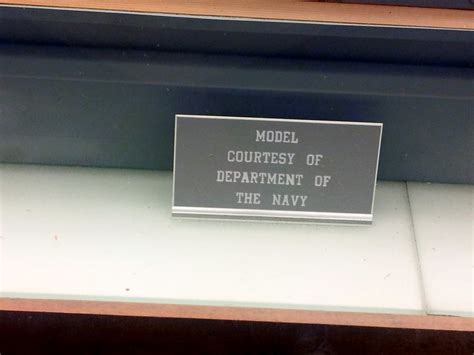 MODEL
COURTESY OF
DEPARTMENT OF
THE NAVY